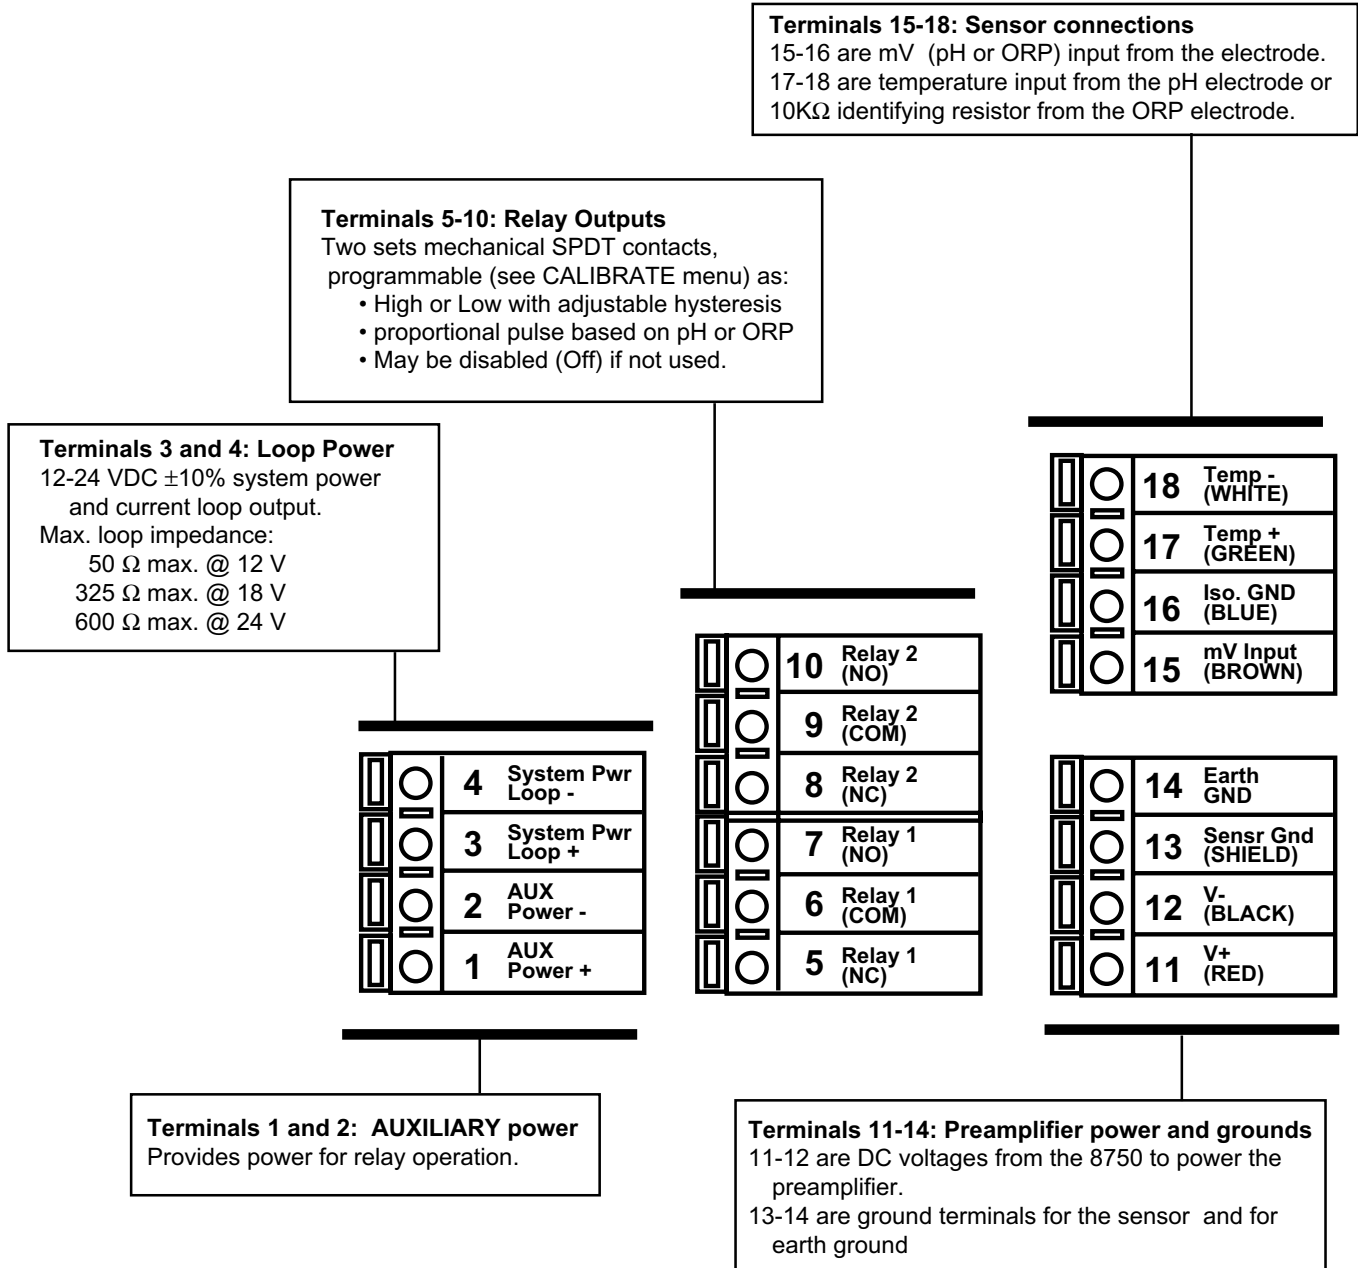 Terminals 15-18: Sensor connections
15-16 are mV (pH or ORP) input from the electrode.
17-18 are temperature input from the pH electrode or
10KΩ identifying resistor from the ORP electrode.
Terminals 5-10: Relay Outputs
Two sets mechanical SPDT contacts,
programmable (see CALIBRATE menu) as:
• High or Low with adjustable hysteresis
• proportional pulse based on pH or ORP
• May be disabled (Off) if not used.
Terminals 3 and 4: Loop Power
12-24 VDC ±10% system power
and current loop output.
Max. loop impedance:
50 Ω max. @ 12 V
325 Ω max. @ 18 V
600 Ω max. @ 24 V
18 Temp -
(WHITE)
17 Temp +
(GREEN)
16 Iso. GND
(BLUE)
15 mV Input
(BROWN)
10 Relay 2
(NO)
9 Relay 2
(COM)
8 Relay 2
(NC)
7 Relay 1
(NO)
6 Relay 1
(COM)
5 Relay 1
(NC)
4 System Pwr
Loop -
3 System Pwr
Loop +
2 AUX
Power -
1 AUX
Power +
14 Earth
GND
13 Sensr Gnd
(SHIELD)
12 V-
(BLACK)
11 V+
(RED)
Terminals 1 and 2: AUXILIARY power
Provides power for relay operation.
Terminals 11-14: Preamplifier power and grounds
11-12 are DC voltages from the 8750 to power the
preamplifier.
13-14 are ground terminals for the sensor and for
earth ground